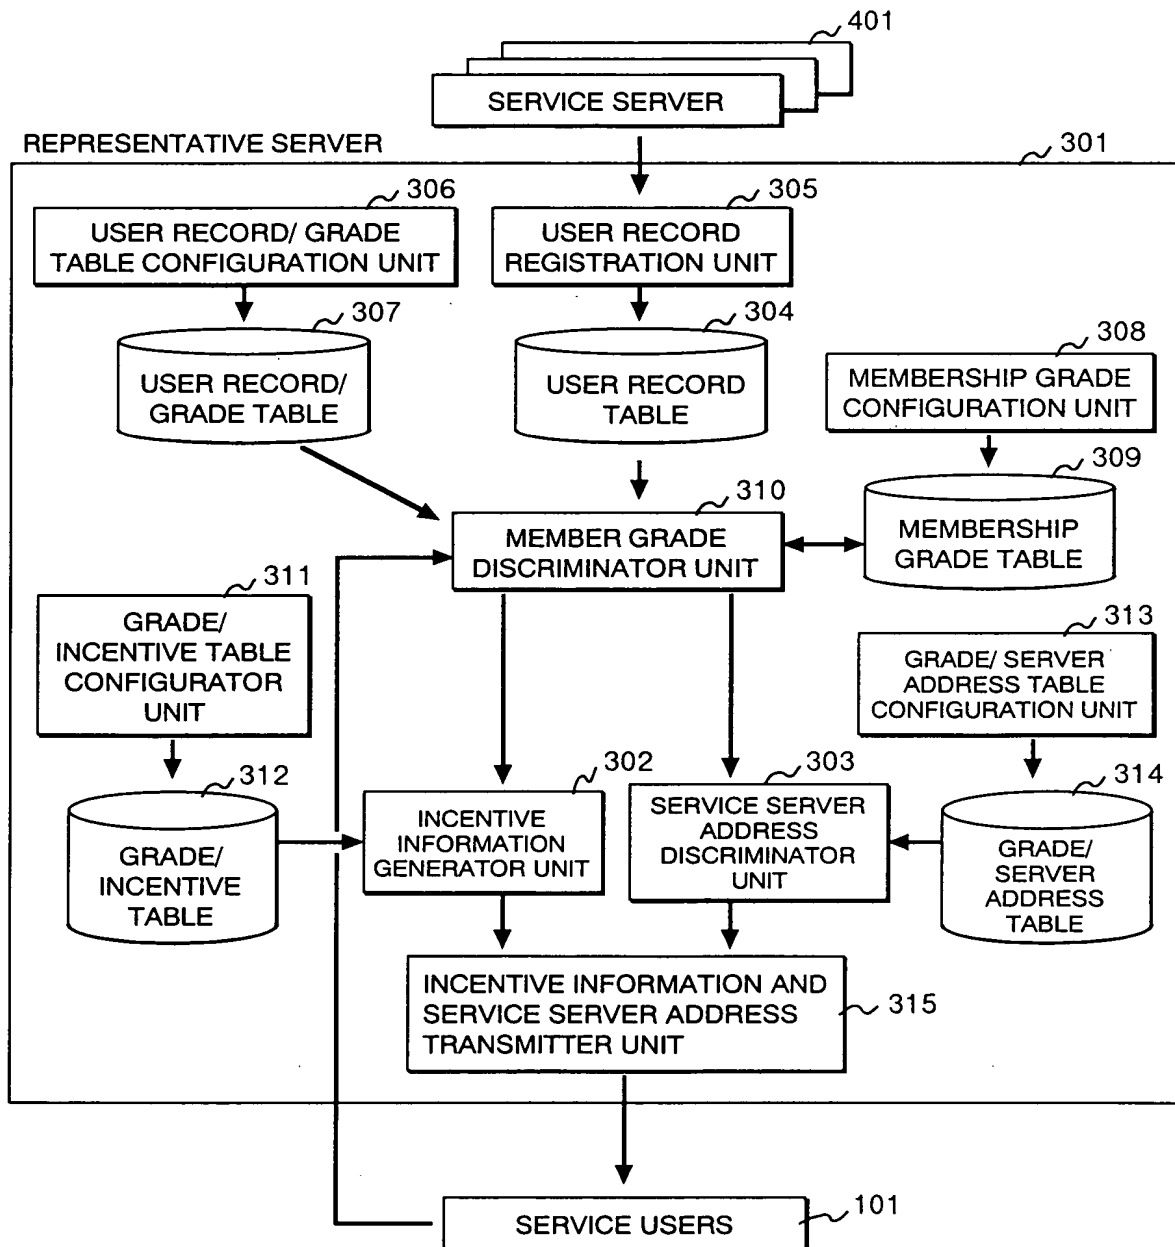 401
SERVICE SERVER
REPRESENTATIVE SERVER
301
306
USER RECORD/ GRADE
TABLE CONFIGURATION UNIT
305
USER RECORD
REGISTRATION UNIT
307
USER RECORD/
GRADE TABLE
304
USER RECORD
TABLE
308
MEMBERSHIP GRADE
CONFIGURATION UNIT
309
MEMBERSHIP
GRADE TABLE
310
MEMBER GRADE
DISCRIMINATOR UNIT
311
GRADE/
INCENTIVE TABLE
CONFIGURATOR
UNIT
313
GRADE/ SERVER
ADDRESS TABLE
CONFIGURATION UNIT
312
GRADE/
INCENTIVE
TABLE
302
INCENTIVE
INFORMATION
GENERATOR UNIT
303
SERVICE SERVER
ADDRESS
DISCRIMINATOR
UNIT
314
GRADE/
SERVER
ADDRESS
TABLE
INCENTIVE INFORMATION AND
SERVICE SERVER ADDRESS
TRANSMITTER UNIT
315
SERVICE USERS
101